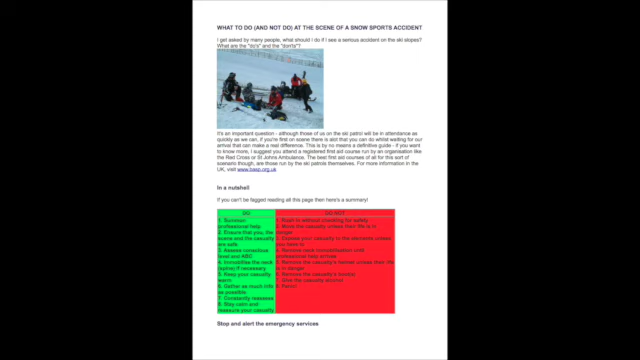 WHAT TO DO (AND NOT DO) AT THE SCENE OF A SNOW SPORTS ACCIDENT
I get asked by many people, what should I do if I see a serious accident on the ski slopes?
What are the "do's" and the "don'ts"?
It's an important question - although those of us on the ski patrol will be in attendance as
quickly as we can, if you're first on scene there is alot that you can do whilst waiting for our
arrival that can make a real difference. This is by no means a definitive guide - if you want
to know more, I suggest you attend a registered first aid course run by an organisation like
the Red Cross or St Johns Ambulance. The best first aid courses of all for this sort of
scenario though, are those run by the ski patrols themselves. For more information in the
UK, visit www.basp.org.uk
In a nutshell
If you can't be fagged reading all this page then here's a summary!
DO
1. Summon
professional help
2. Ensure that you, the
scene and the casualty
are safe
3. Assess conscious
level and ABC
4. Immobilise the neck
(spine) if necessary
5. Keep your casualty
warm
6. Gather as much info
as possible
7. Constantly reassess
8. Stay calm and
reassure your casualty
DO NOT
1. Rush in without checking for safety
2. Move the casualty unless their life is in
danger
3. Expose your casualty to the elements unless
you have to
4. Remove neck immobilisation until
professional help arrives
5. Remove the casualty's helmet unless their life
is in danger
6. Remove the casualty's boot(s)
7. Give the casualty alcohol
8. Panic!
Stop and alert the emergency services